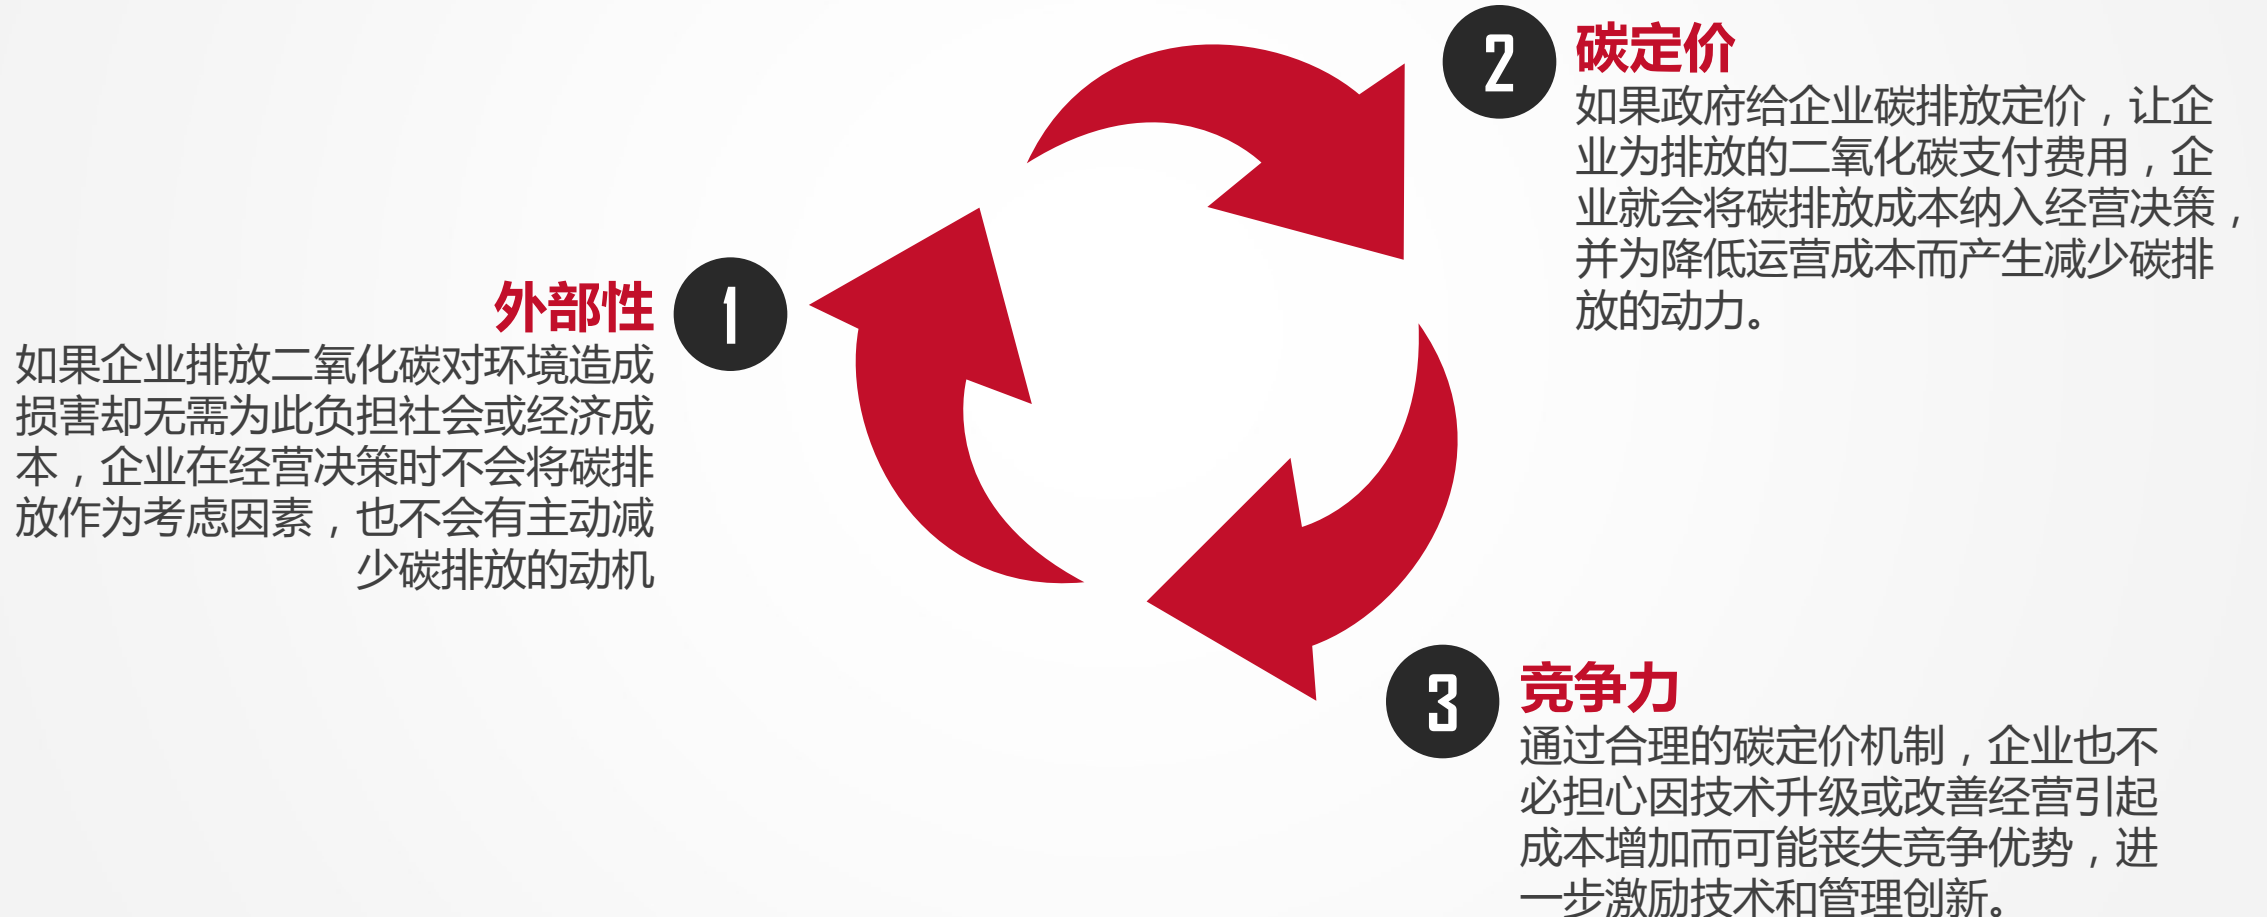 1
外部性
如果企业排放二氧化碳对环境造成
损害却无需为此负担社会或经济成
本，企业在经营决策时不会将碳排
放作为考虑因素，也不会有主动减
少碳排放的动机
2
碳定价
如果政府给企业碳排放定价，让企
业为排放的二氧化碳支付费用，企
业就会将碳排放成本纳入经营决策，
并为降低运营成本而产生减少碳排
放的动力。
3
竞争力
通过合理的碳定价机制，企业也不
必担心因技术升级或改善经营引起
成本增加而可能丧失竞争优势，进
一步激励技术和管理创新。